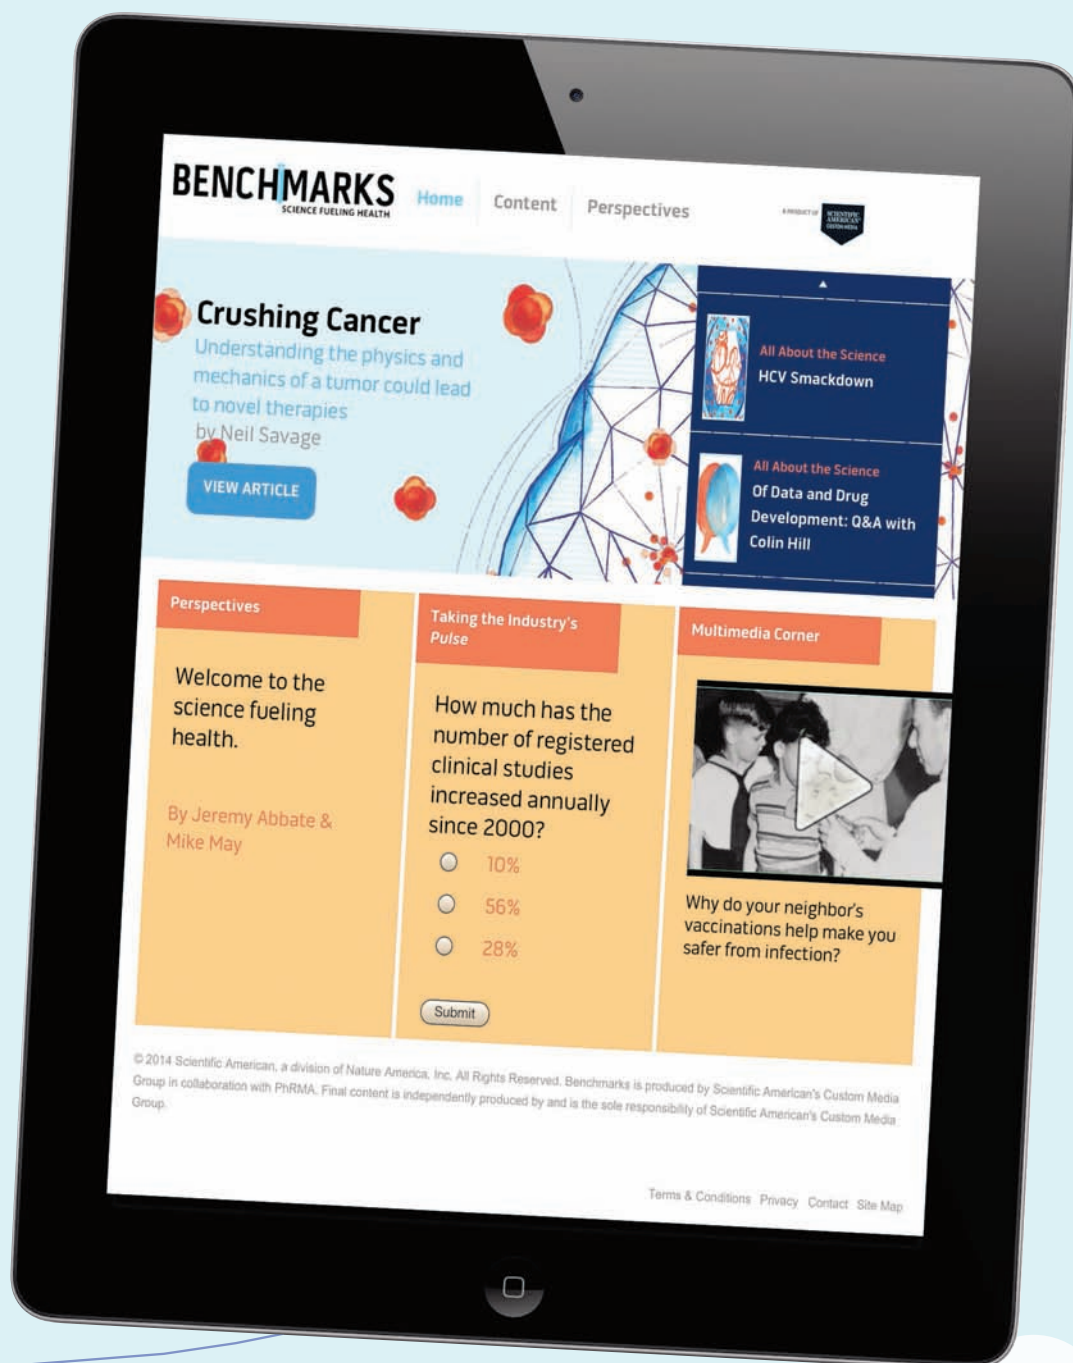 BENCHMARKS
SCIENCE FUELING HEALTH
Home
Content
Perspectives
A PRODUCT OF
SCIENTIFIC
AMERICAN
CUSTOM MEDIA
Crushing Cancer
Understanding the physics and
mechanics of a tumor could lead
to novel therapies
by Neil Savage
VIEW ARTICLE
All About the Science
HCV Smackdown
All About the Science
Of Data and Drug
Development: Q&A with
Colin Hill
Perspectives
Welcome to the
science fueling
health.
By Jeremy Abbate &
Mike May
Taking the Industry's
Pulse
How much has the
number of registered
clinical studies
increased annually
since 2000?
10%
56%
28%
Submit
Multimedia Corner
Why do your neighbor's
vaccinations help make you
safer from infection?
© 2014 Scientific American, a division of Nature America, Inc. All Rights Reserved. Benchmarks is produced by Scientific American's Custom Media
Group in collaboration with PhRMA. Final content is independently produced by and is the sole responsibility of Scientific American's Custom Media
Group.
Terms & Conditions Privacy Contact Site Map